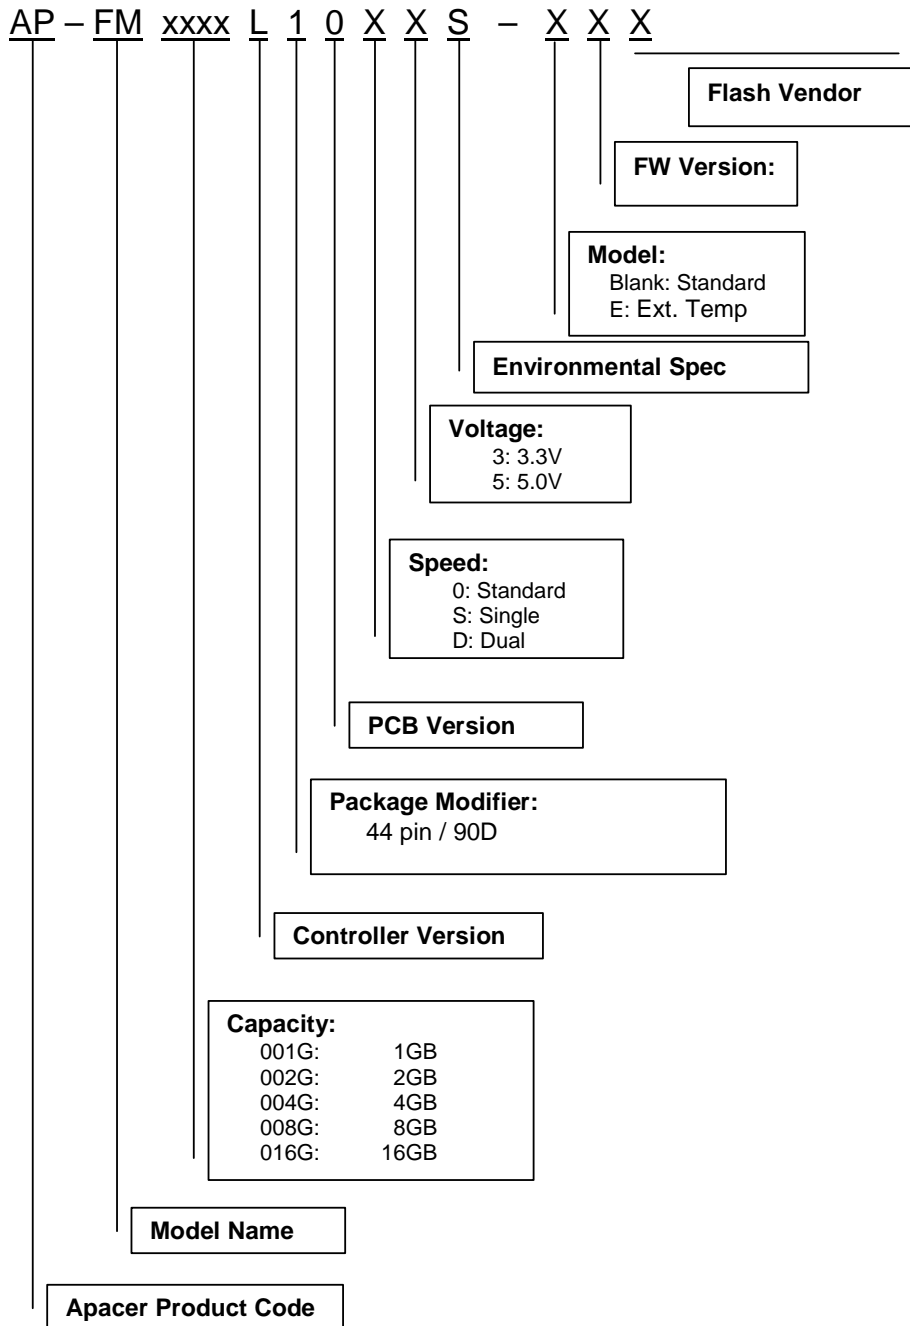 AP – FM xxxx L 1 0 X X S – X X X
Flash Vendor
FW Version:
Model:
Blank: Standard
E: Ext. Temp
Environmental Spec
Voltage:
3: 3.3V
5: 5.0V
Speed:
0: Standard
S: Single
D: Dual
PCB Version
Package Modifier:
44 pin / 90D
Controller Version
Capacity:
001G: 1GB
002G: 2GB
004G: 4GB
008G: 8GB
016G: 16GB
Model Name
Apacer Product Code